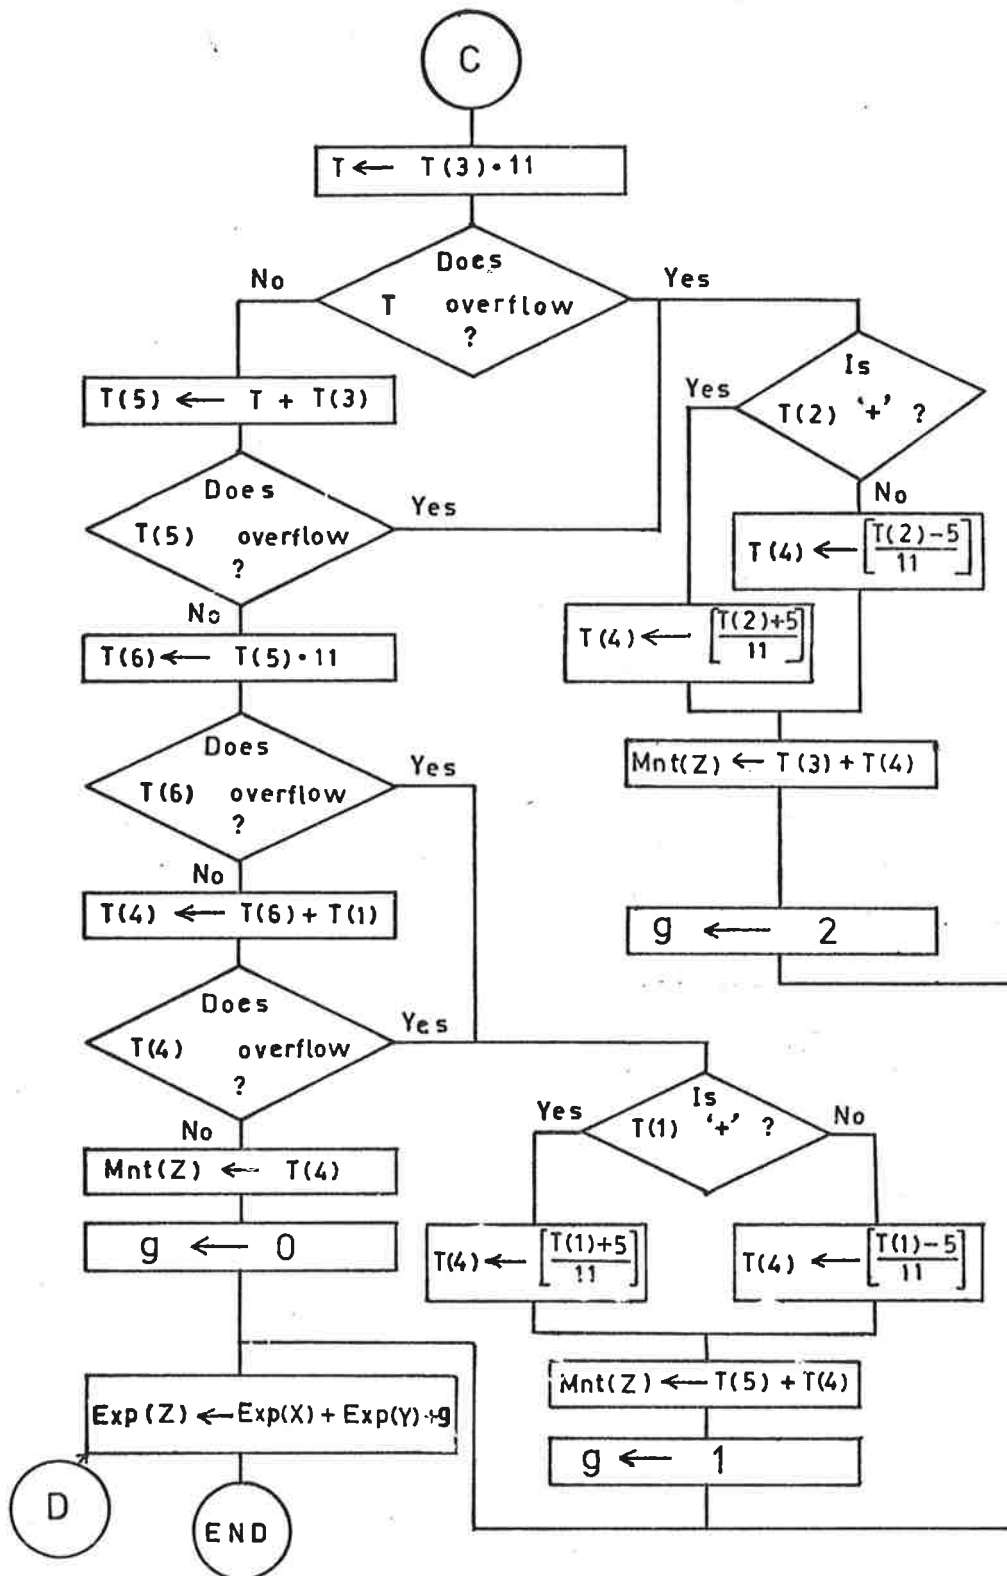 C
T ← T(3)·11
Does
T overflow
?
No
Yes
T(5) ← T + T(3)
Is
T(2) '+' ?
Yes
No
Does
T(5) overflow
?
Yes
No
T(4) ← [T(2)-5 / 11]
T(4) ← [T(2)+5 / 11]
T(6) ← T(5)·11
Does
T(6) overflow
?
Yes
No
Mnt(Z) ← T(3) + T(4)
g ← 2
T(4) ← T(6) + T(1)
Does
T(4) overflow
?
Yes
No
Is
T(1) '+' ?
Yes
No
Mnt(Z) ← T(4)
g ← 0
T(4) ← [T(1)+5 / 11]
T(4) ← [T(1)-5 / 11]
Mnt(Z) ← T(5) + T(4)
g ← 1
Exp(Z) ← Exp(X) + Exp(Y) + g
D
END